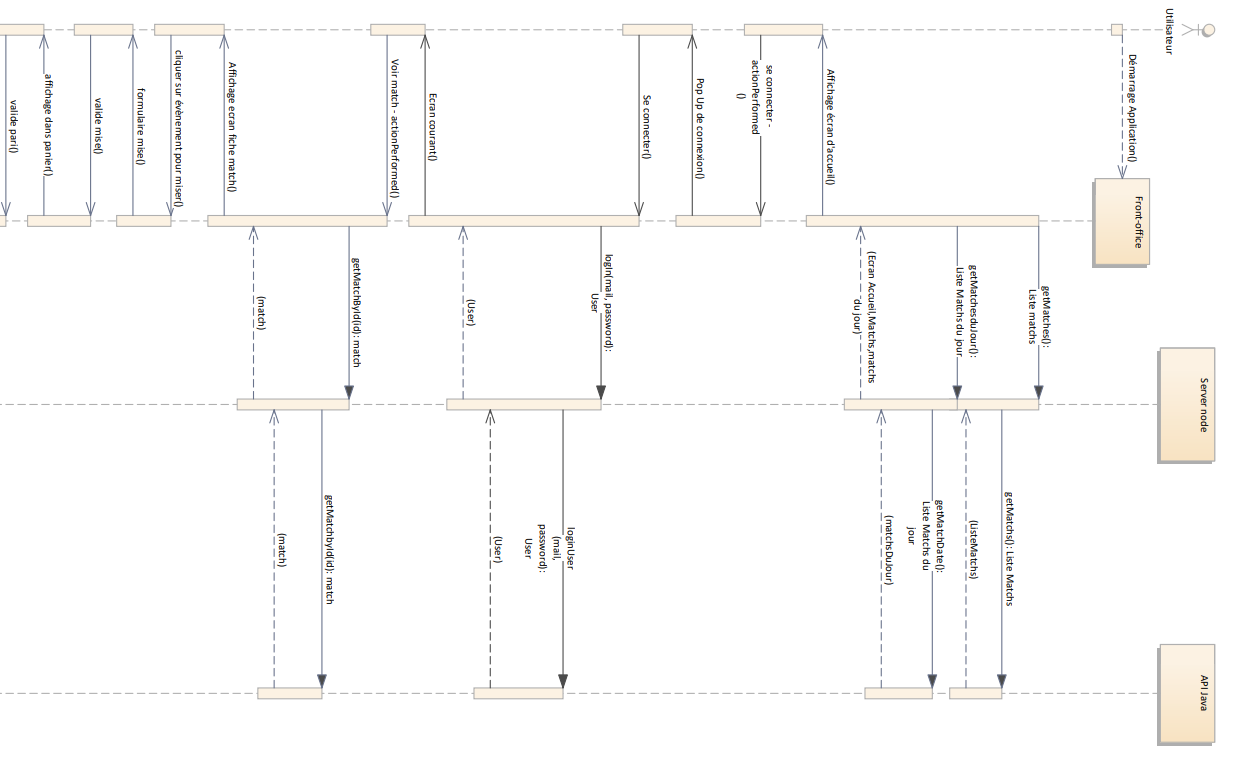 Utilisateur
Front-office
Server node
API Java
Démarrage Application()
getMatches():
Liste matchs
getMatchs(): Liste Matchs
(ListeMatchs)
getMatchesduJour():
Liste Matchs du jour
getMatchDate():
Liste Matchs du
jour
(matchsDuJour)
(Ecran Accueil,Matchs,matchs
du jour)
Affichage écran d'accueil()
se connecter -
actionPerformed
()
Pop Up de connexion()
Se connecter()
logIn(mail, password):
User
loginUser
(mail,
password):
User
(User)
(User)
Ecran courant()
Voir match - actionPerformed()
getMatchById(id): match
getMatchbyId(id): match
(match)
(match)
Affichage ecran fiche match()
cliquer sur évènement pour miser()
formulaire mise()
valide mise()
affichage dans panier()
valide pari()